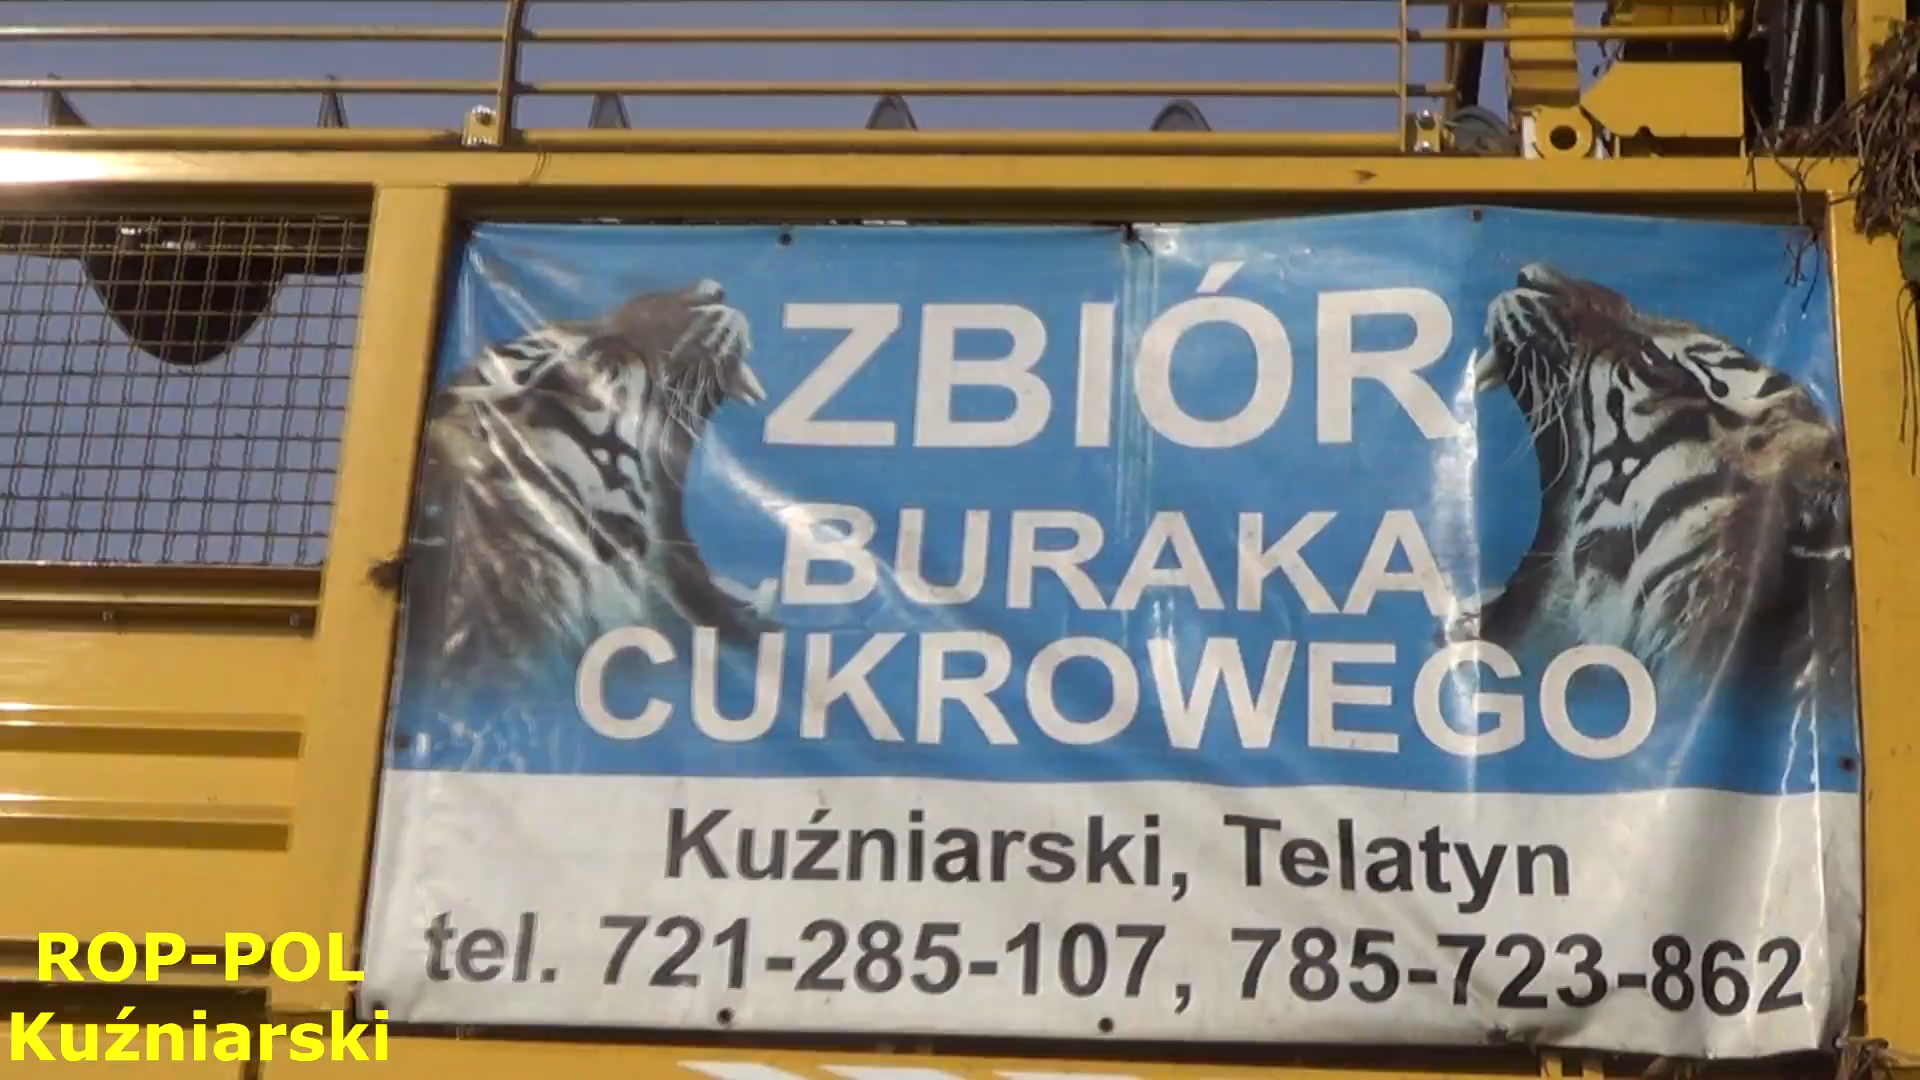 ZBIÓR
BURAKA
CUKROWEGO
Kuźniarski, Telatyn
tel. 721-285-107, 785-723-862
ROP-POL
Kuźniarski